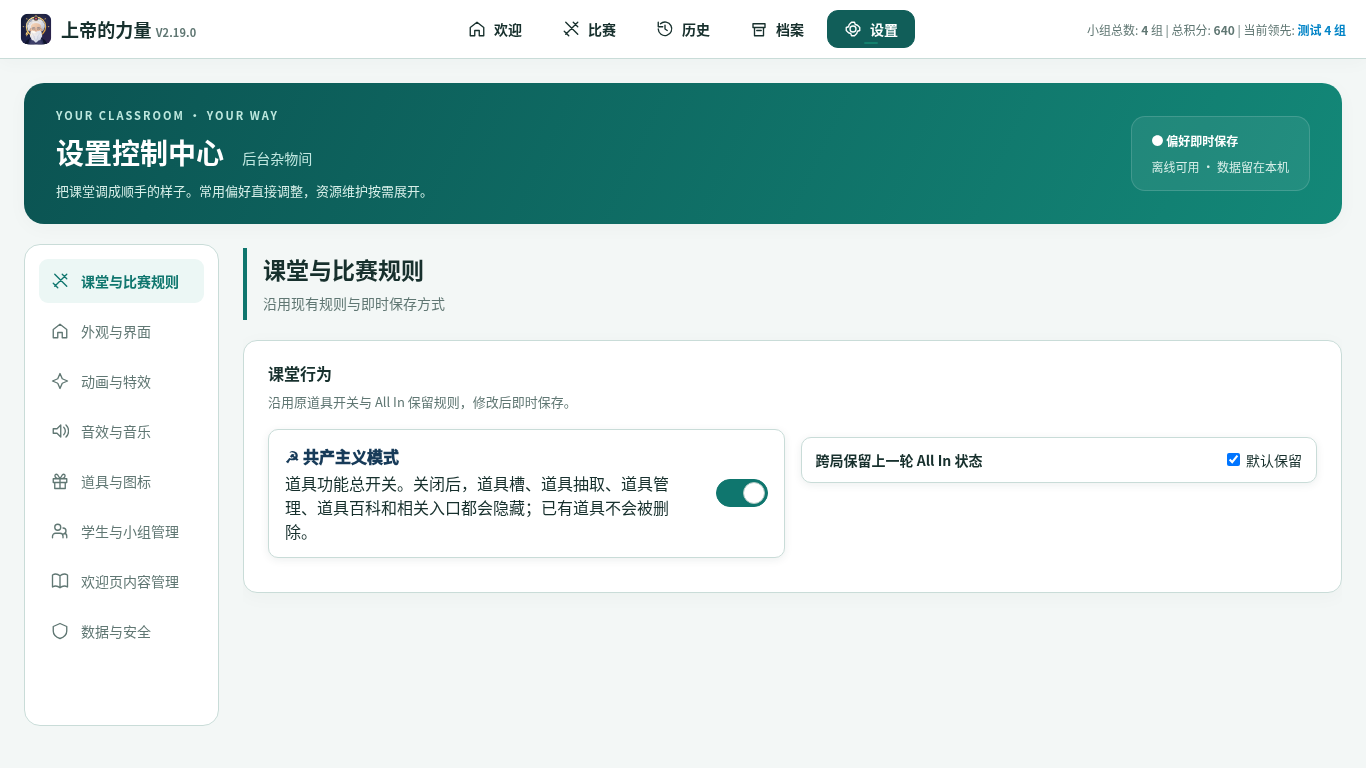 上帝的力量 V2.19.0
欢迎
比赛
历史
档案
设置
小组总数: 4 组 | 总积分: 640 | 当前领先: 测试 4 组
YOUR CLASSROOM · YOUR WAY
设置控制中心 后台杂物间
把课堂调成顺手的样子。常用偏好直接调整，资源维护按需展开。
偏好即时保存
离线可用 · 数据留在本机
课堂与比赛规则
外观与界面
动画与特效
音效与音乐
道具与图标
学生与小组管理
欢迎页内容管理
数据与安全
课堂与比赛规则
沿用现有规则与即时保存方式
课堂行为
沿用原道具开关与 All In 保留规则，修改后即时保存。
☭ 共产主义模式
道具功能总开关。关闭后，道具槽、道具抽取、道具管
理、道具百科和相关入口都会隐藏；已有道具不会被删
除。
跨局保留上一轮 All In 状态
默认保留